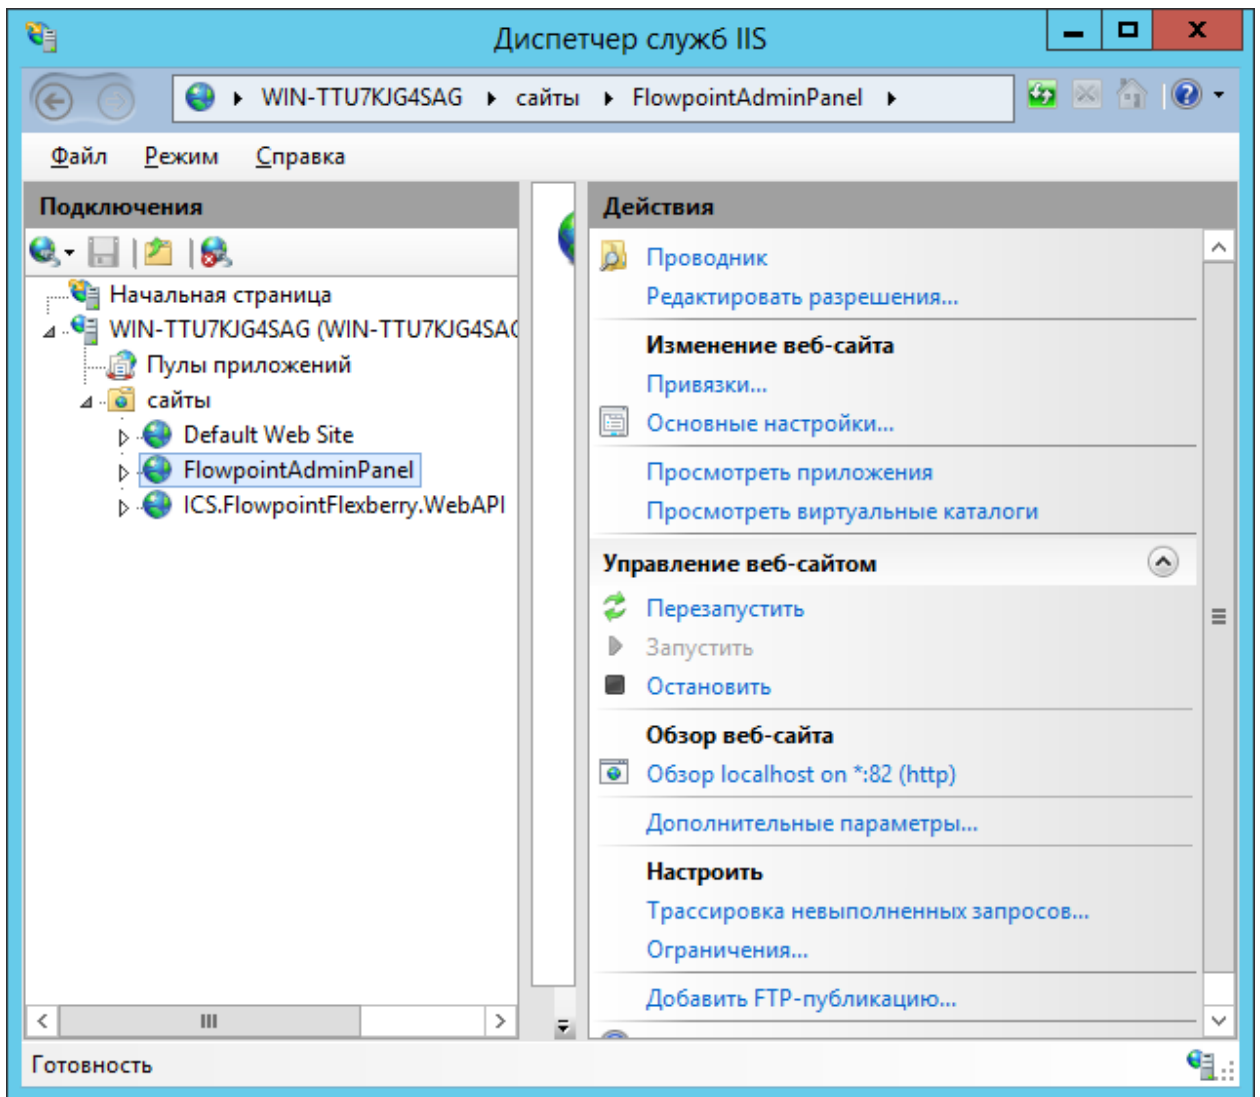 Диспетчер служб IIS
WIN-TTU7KJG4SAG сайты FlowpointAdminPanel
Файл Режим Справка
Подключения
Начальная страница
WIN-TTU7KJG4SAG (WIN-TTU7KJG4SAG
Пулы приложений
сайты
Default Web Site
FlowpointAdminPanel
ICS.FlowpointFlexberry.WebAPI
Действия
Проводник
Редактировать разрешения...
Изменение веб-сайта
Привязки...
Основные настройки...
Просмотреть приложения
Просмотреть виртуальные каталоги
Управление веб-сайтом
Перезапустить
Запустить
Остановить
Обзор веб-сайта
Обзор localhost on *:82 (http)
Дополнительные параметры...
Настроить
Трассировка невыполненных запросов...
Ограничения...
Добавить FTP-публикацию...
Готовность